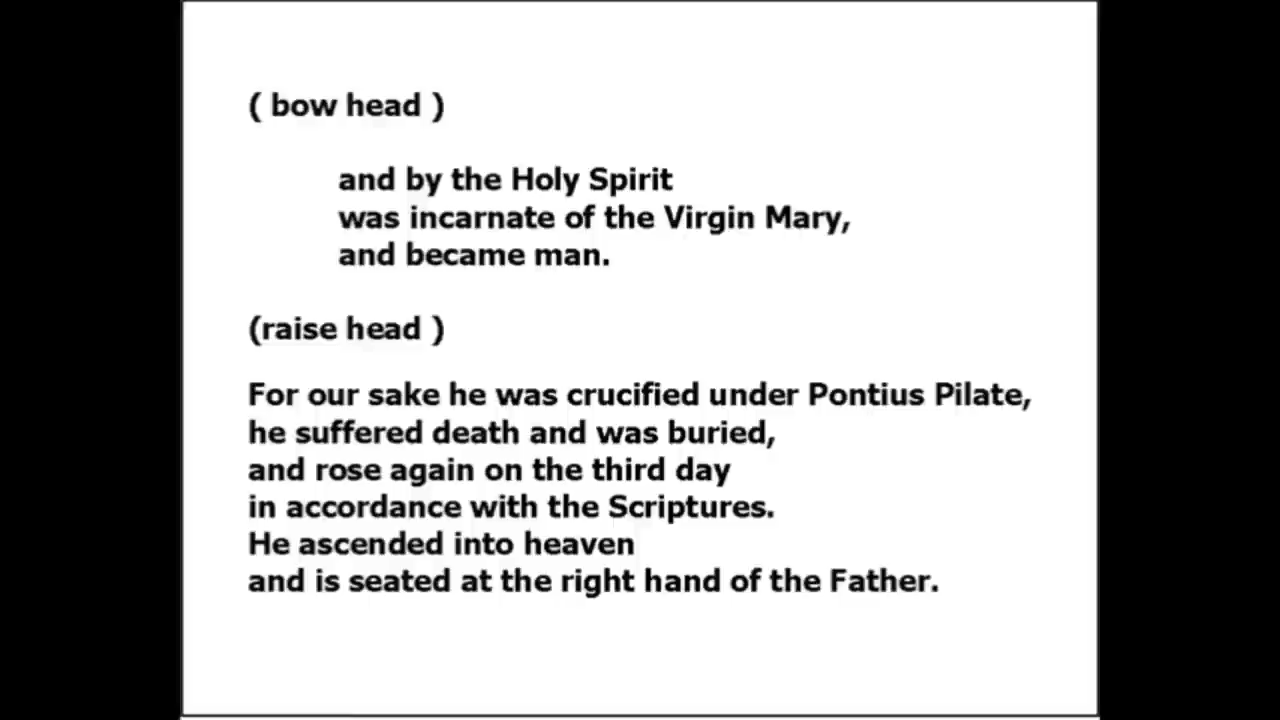 ( bow head )
and by the Holy Spirit
was incarnate of the Virgin Mary,
and became man.
(raise head )
For our sake he was crucified under Pontius Pilate,
he suffered death and was buried,
and rose again on the third day
in accordance with the Scriptures.
He ascended into heaven
and is seated at the right hand of the Father.